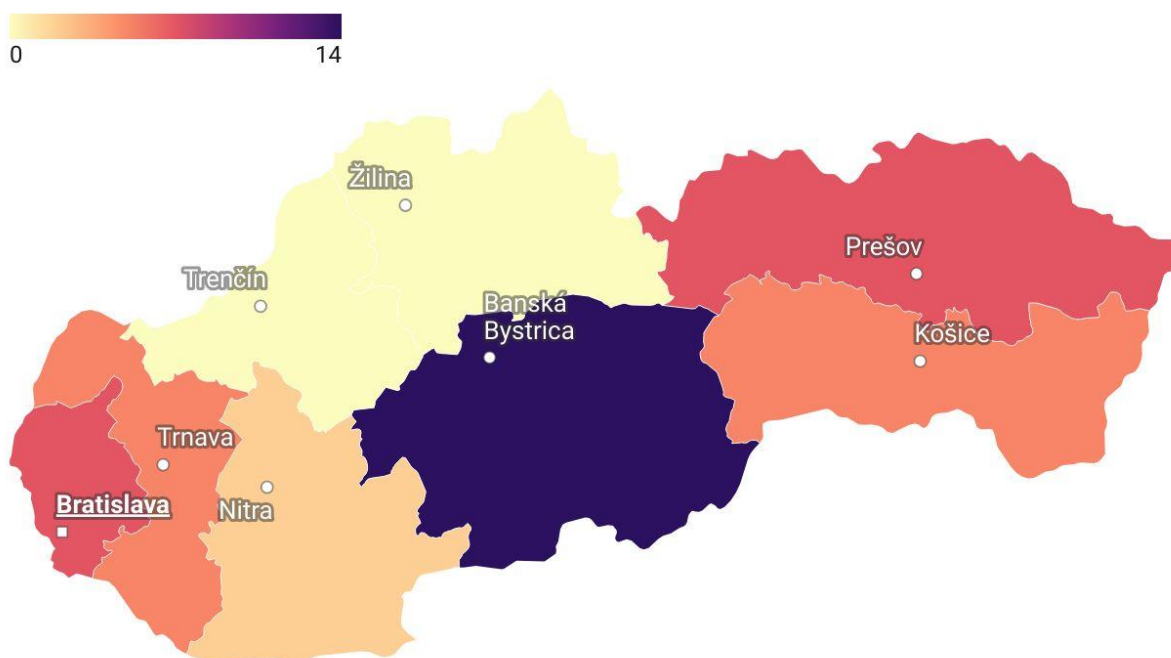 0 14
Žilina
Prešov
Trenčín
Banská
Bystrica
Košice
Trnava
Bratislava
Nitra